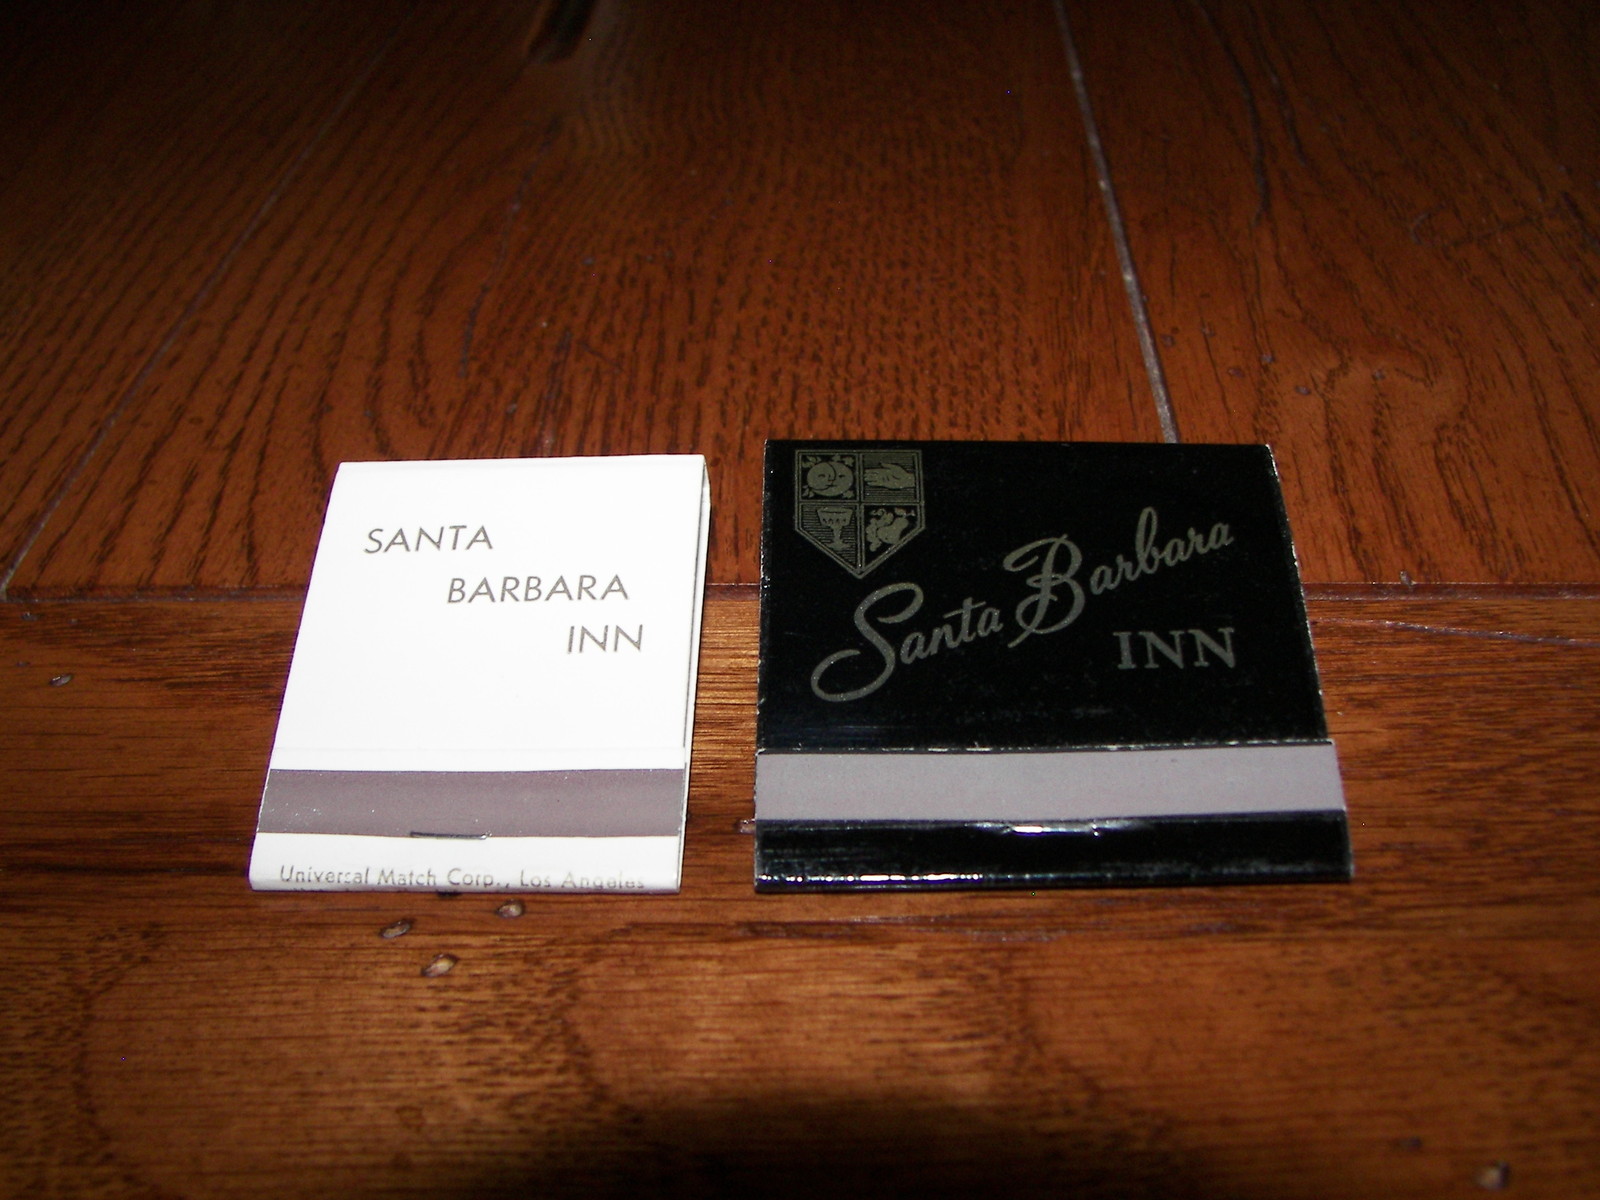 SANTA
BARBARA
INN
Universal Match Corp., Los Angeles
Santa Barbara
INN